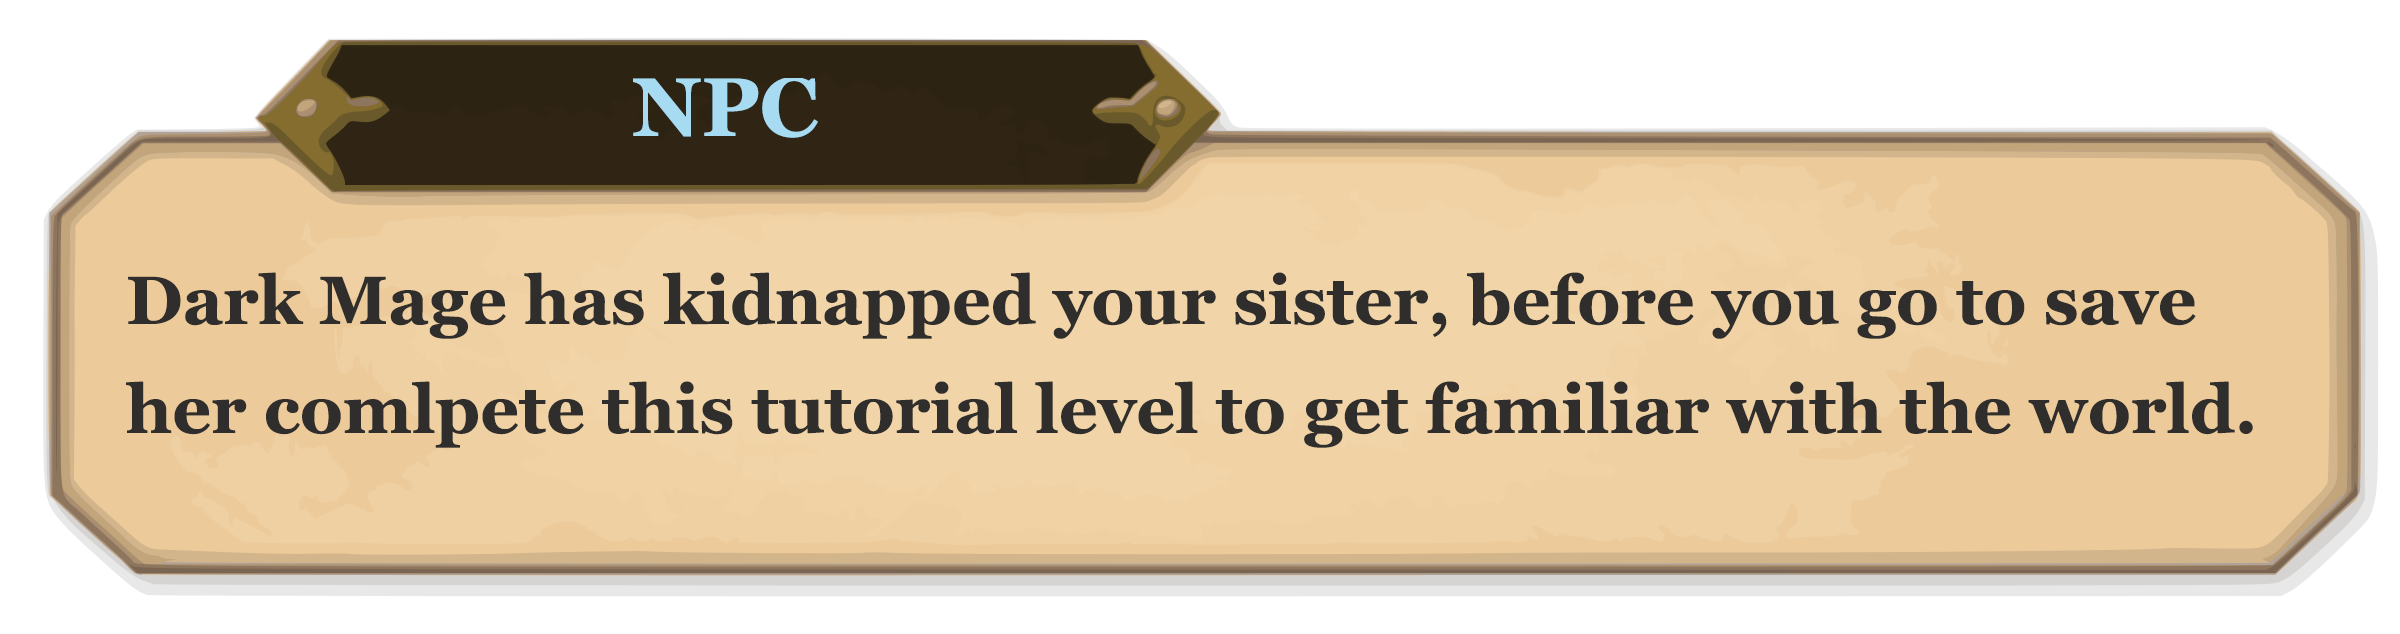 NPC
Dark Mage has kidnapped your sister, before you go to save
her comlpete this tutorial level to get familiar with the world.